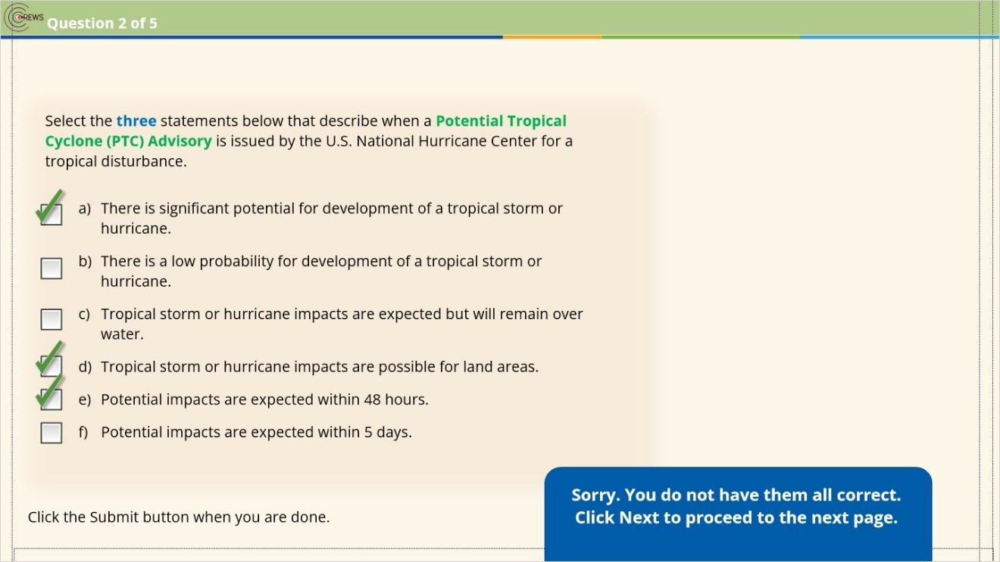 CREWS
Question 2 of 5
Select the three statements below that describe when a Potential Tropical
Cyclone (PTC) Advisory is issued by the U.S. National Hurricane Center for a
tropical disturbance.
a) There is significant potential for development of a tropical storm or
hurricane.
b) There is a low probability for development of a tropical storm or
hurricane.
c) Tropical storm or hurricane impacts are expected but will remain over
water.
d) Tropical storm or hurricane impacts are possible for land areas.
e) Potential impacts are expected within 48 hours.
f) Potential impacts are expected within 5 days.
Sorry. You do not have them all correct.
Click Next to proceed to the next page.
Click the Submit button when you are done.